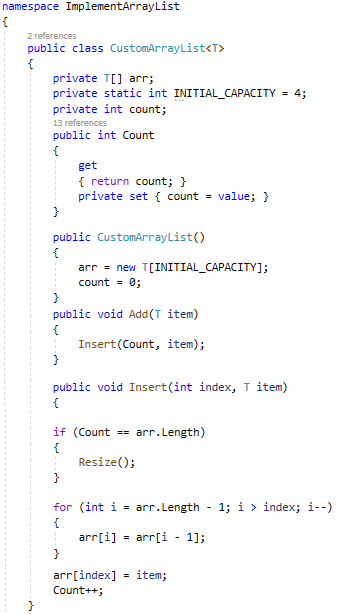 namespace ImplementArrayList
{
2 references
public class CustomArrayList<T>
{
private T[] arr;
private static int INITIAL_CAPACITY = 4;
private int count;
13 references
public int Count
{
get
{ return count; }
private set { count = value; }
}
public CustomArrayList()
{
arr = new T[INITIAL_CAPACITY];
count = 0;
}
public void Add(T item)
{
Insert(Count, item);
}
public void Insert(int index, T item)
{
if (Count == arr.Length)
{
Resize();
}
for (int i = arr.Length - 1; i > index; i--)
{
arr[i] = arr[i - 1];
}
arr[index] = item;
Count++;
}